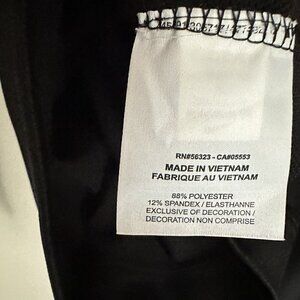 RN#56323 - CA#05553
MADE IN VIETNAM
FABRIQUE AU VIETNAM
88% POLYESTER
12% SPANDEX / ELASTHANNE
EXCLUSIVE OF DECORATION /
DECORATION NON COMPRISE